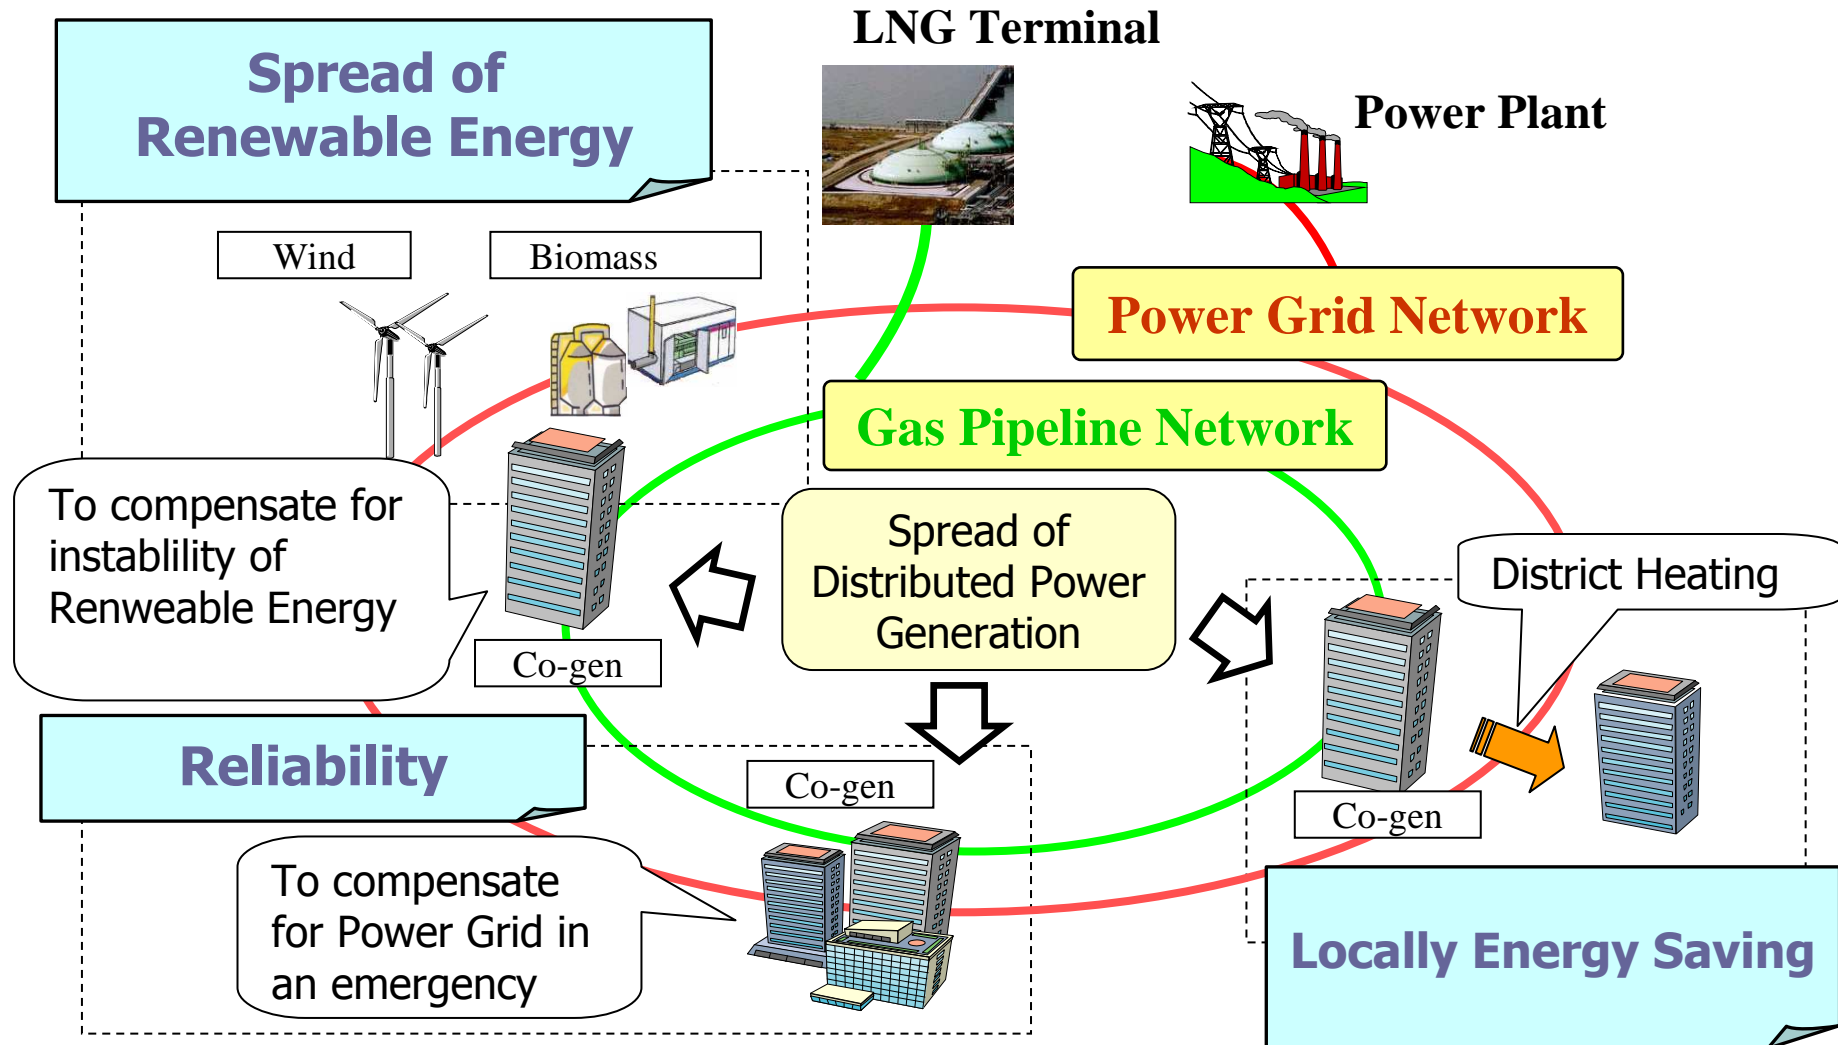 LNG Terminal
Spread of
Renewable Energy
Power Plant
Wind
Biomass
Power Grid Network
Gas Pipeline Network
To compensate for
instablility of
Renweable Energy
Spread of
Distributed Power
Generation
District Heating
Co-gen
Reliability
Co-gen
Co-gen
To compensate
for Power Grid in
an emergency
Locally Energy Saving